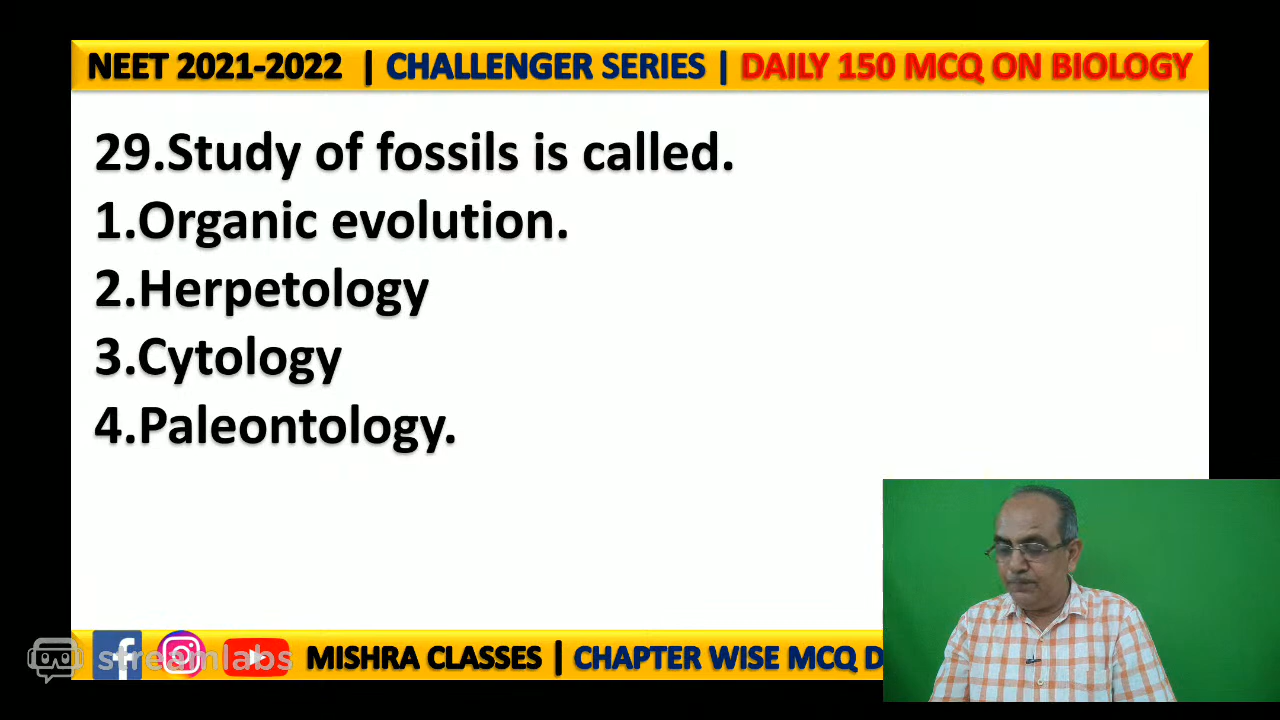 NEET 2021-2022 | CHALLENGER SERIES | DAILY 150 MCQ ON BIOLOGY
29.Study of fossils is called.
1.Organic evolution.
2.Herpetology
3.Cytology
4.Paleontology.
streamlabs
MISHRA CLASSES | CHAPTER WISE MCQ D